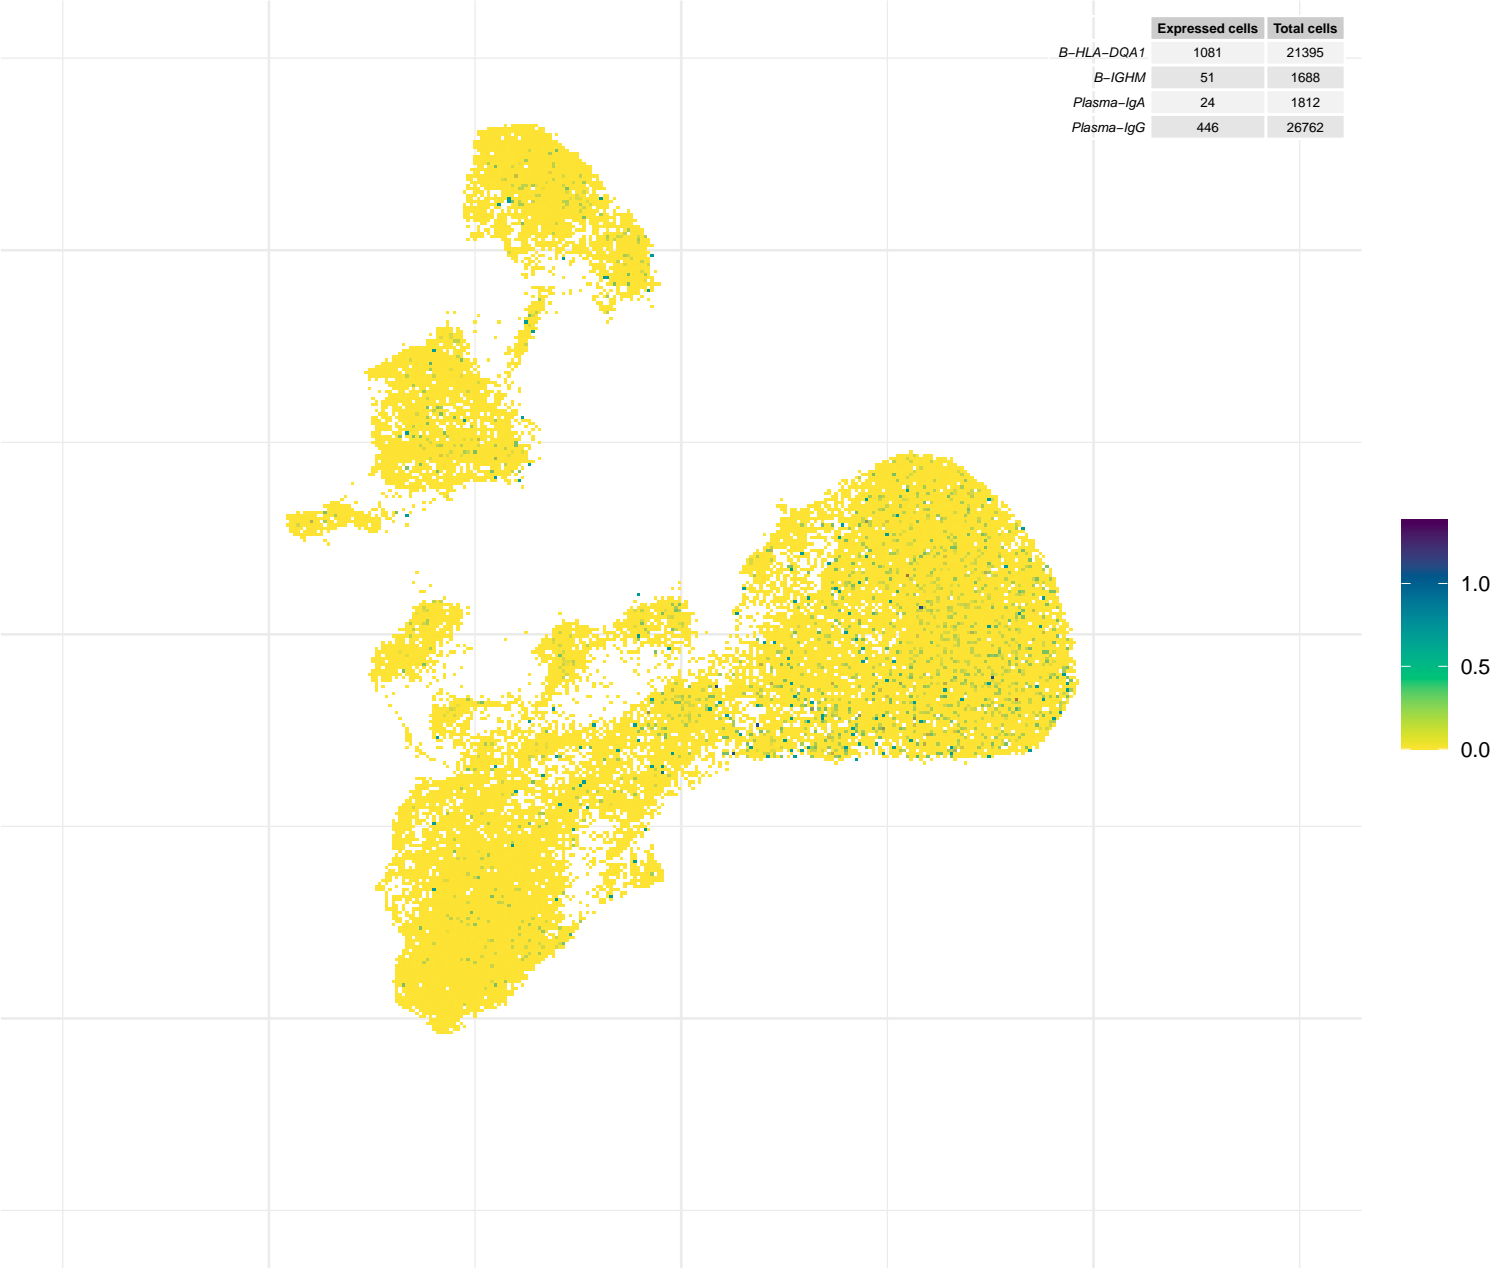 Expressed cells Total cells
B−HLA−DQA1 1081 21395
B−IGHM 51 1688
Plasma−IgA 24 1812
Plasma−IgG 446 26762
1.0
0.5
0.0